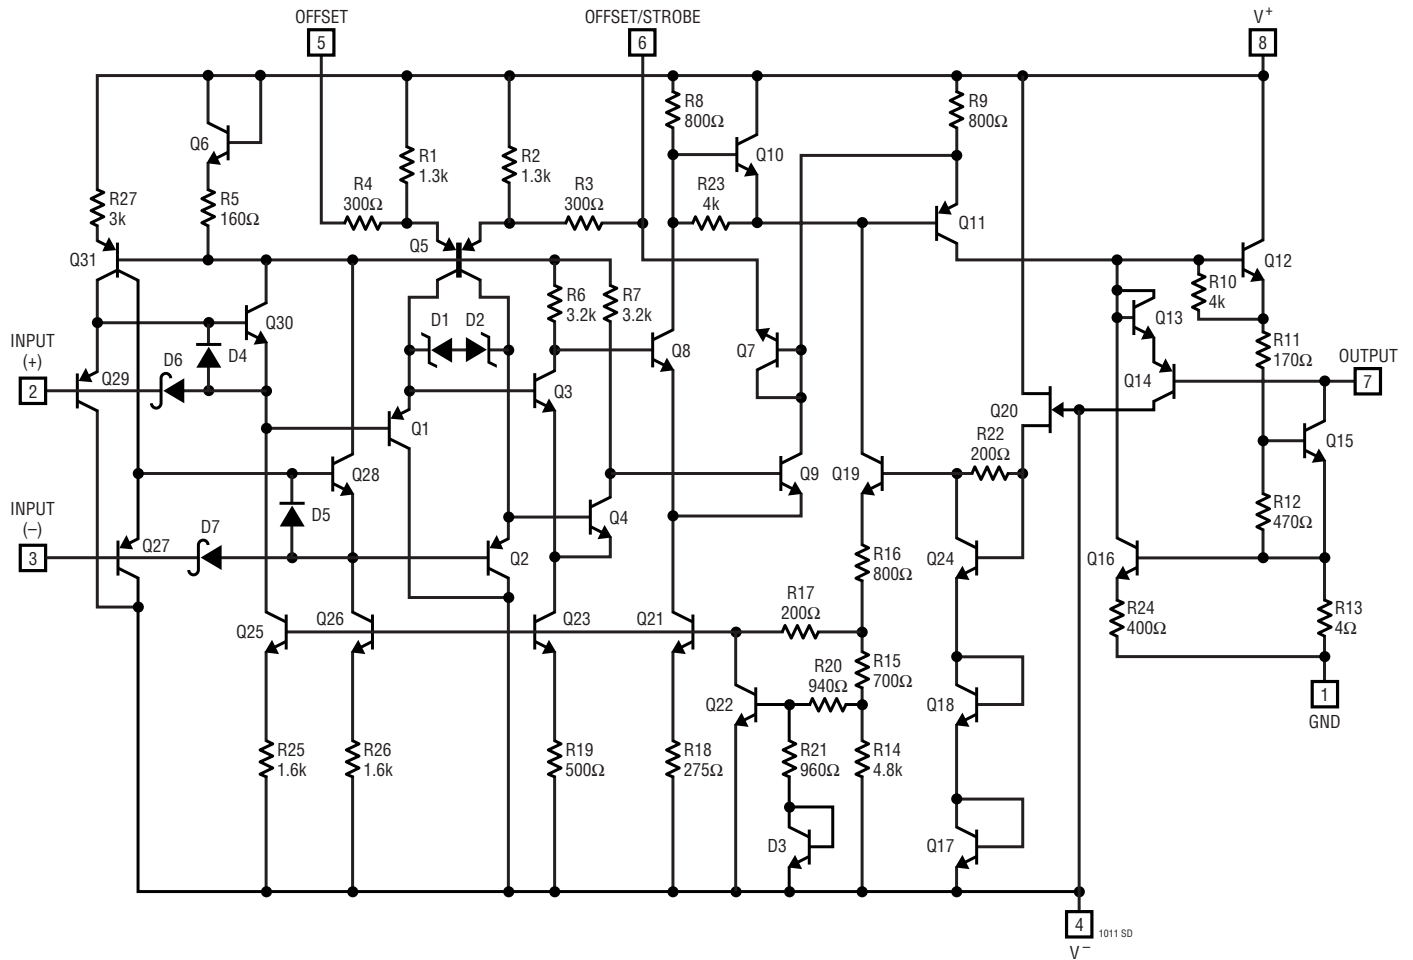 OFFSET
5
OFFSET/STROBE
6
V+
8
R8
800Ω
R9
800Ω
Q6
Q10
R1
1.3k
R2
1.3k
R4
300Ω
R3
300Ω
R23
4k
R27
3k
R5
160Ω
Q11
Q5
Q31
Q12
R10
4k
R6
3.2k
R7
3.2k
Q30
D1
D2
Q13
INPUT
(+)
2
D6
D4
Q8
Q7
R11
170Ω
OUTPUT
7
Q29
Q3
Q14
Q20
Q1
R22
200Ω
Q15
Q28
Q9
Q19
INPUT
(–)
3
D5
D7
Q4
R12
470Ω
Q27
Q2
Q24
Q16
R16
800Ω
R17
200Ω
Q25
Q26
Q23
Q21
R24
400Ω
R13
4Ω
R20
940Ω
R15
700Ω
Q22
Q18
1
GND
R25
1.6k
R26
1.6k
R19
500Ω
R18
275Ω
R21
960Ω
R14
4.8k
D3
Q17
4
V–
1011 SD